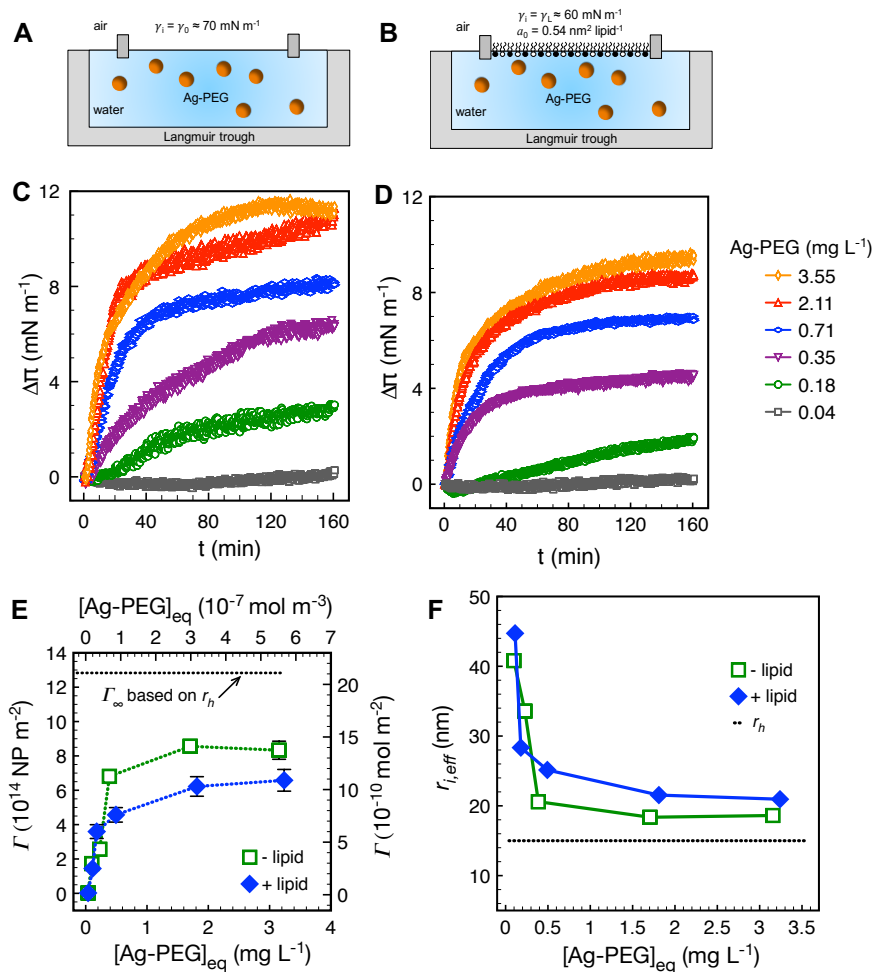 A
air
γi = γ0 ≈ 70 mN m-1
Ag-PEG
water
Langmuir trough
B
air
γi = γL ≈ 60 mN m-1
a0 = 0.54 nm2 lipid-1
Ag-PEG
water
Langmuir trough
C
12
8
4
0
ΔΠ (mN m-1)
0 40 80 120 160
t (min)
D
12
8
4
0
ΔΠ (mN m-1)
0 40 80 120 160
t (min)
Ag-PEG (mg L-1)
3.55
2.11
0.71
0.35
0.18
0.04
E
[Ag-PEG]eq (10-7 mol m-3)
0 1 2 3 4 5 6 7
14
12
10
8
6
4
2
0
Γ (1014 NP m-2)
Γ∞ based on rh
20
15
10
5
0
Γ (10-10 mol m-2)
- lipid
+ lipid
0 1 2 3 4
[Ag-PEG]eq (mg L-1)
F
50
40
30
20
10
ri,eff (nm)
- lipid
+ lipid
rh
0 0.5 1 1.5 2 2.5 3 3.5
[Ag-PEG]eq (mg L-1)